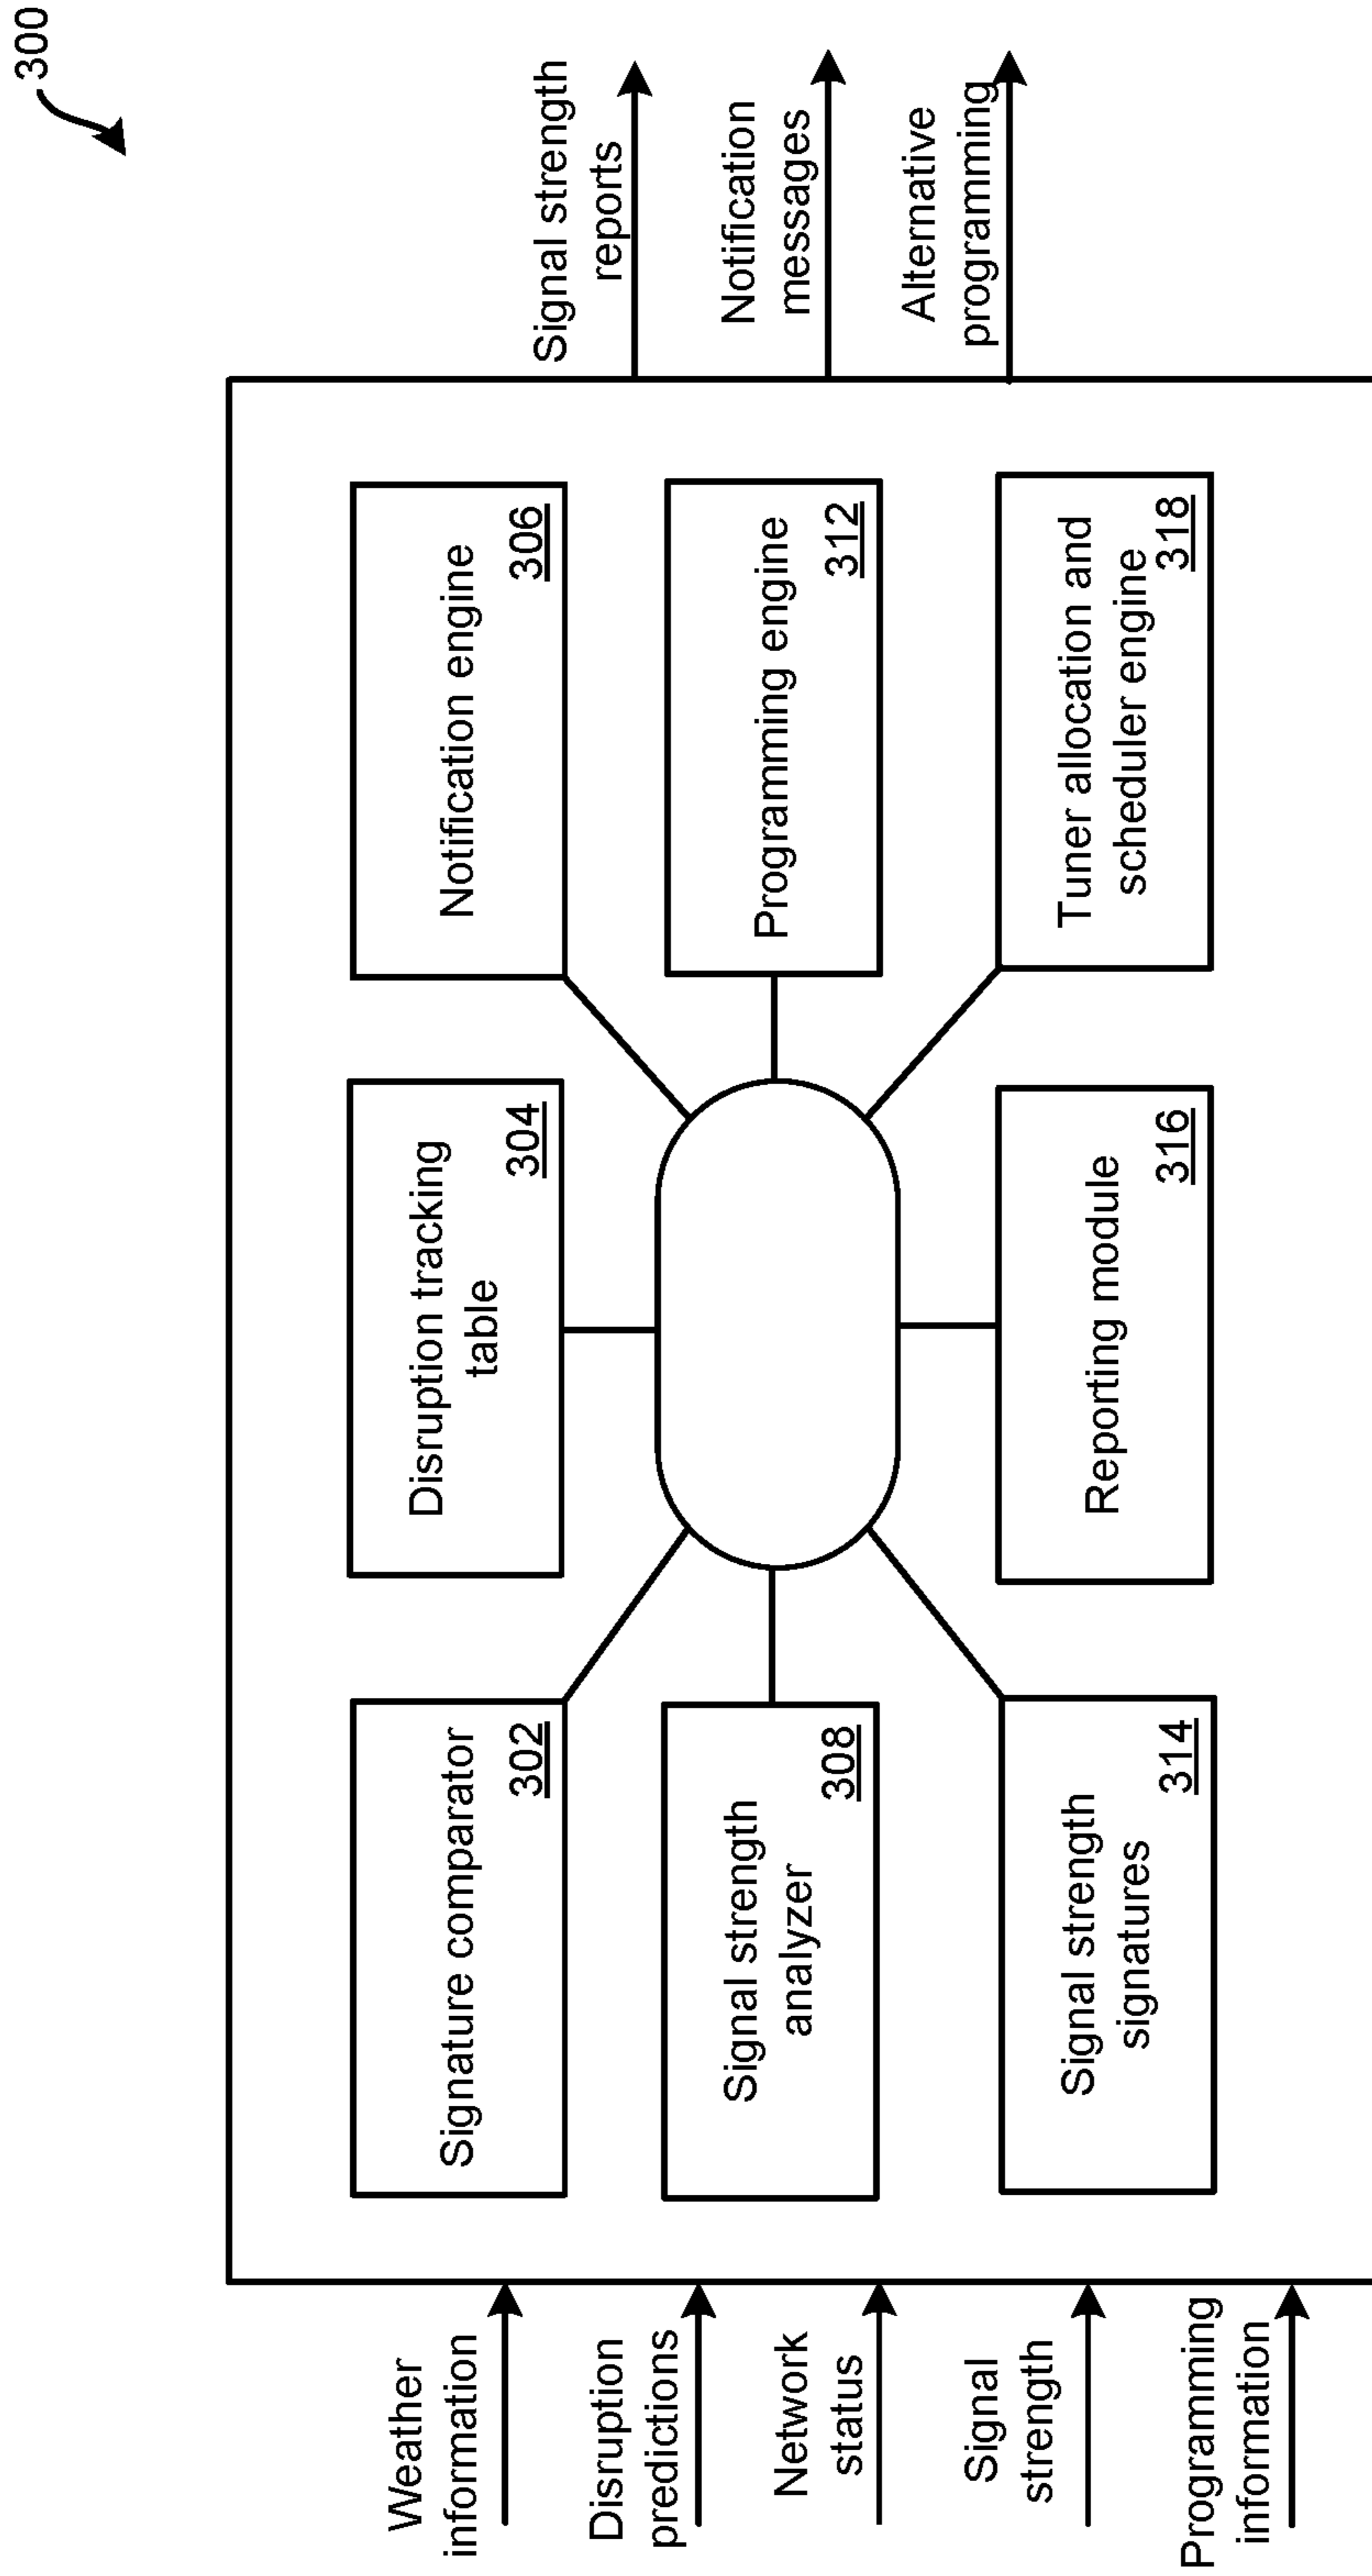 300
Weather
information
Disruption
predictions
Network
status
Signal
strength
Programming
information
Signature comparator
302
Disruption tracking
table
304
Notification engine
306
Signal strength
analyzer
308
Programming engine
312
Signal strength
signatures
314
Reporting module
316
Tuner allocation and
scheduler engine
318
Signal strength
reports
Notification
messages
Alternative
programming